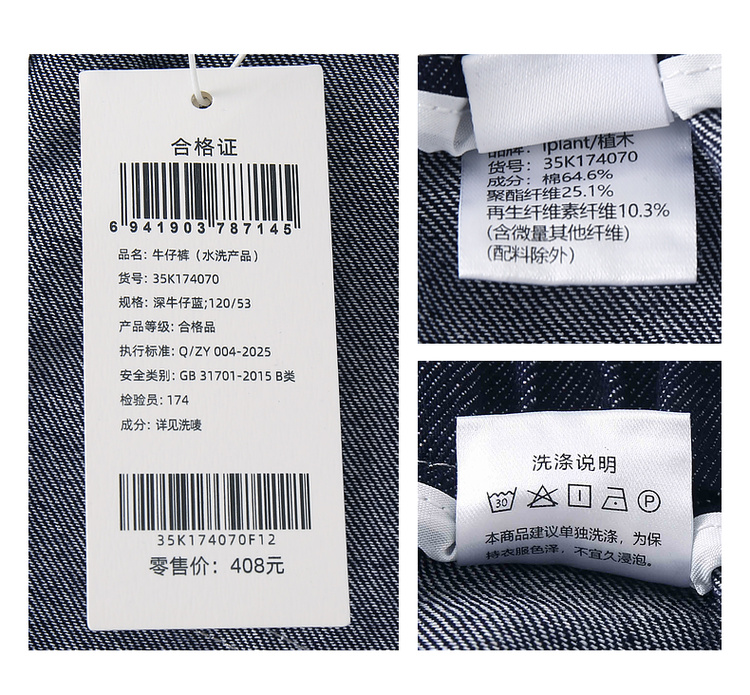 合格证
6 941903 787145
品名: 牛仔裤（水洗产品）
货号: 35K174070
规格: 深牛仔蓝;120/53
产品等级: 合格品
执行标准: Q/ZY 004-2025
安全类别: GB 31701-2015 B类
检验员: 174
成分: 详见洗唛
35K174070F12
零售价: 408元
品牌: iplant/植木
货号: 35K174070
成分: 棉64.6%
聚酯纤维25.1%
再生纤维素纤维10.3%
(含微量其他纤维)
(配料除外)
洗涤说明
30 P
本商品建议单独洗涤，为保
持衣服色泽，不宜久浸泡。